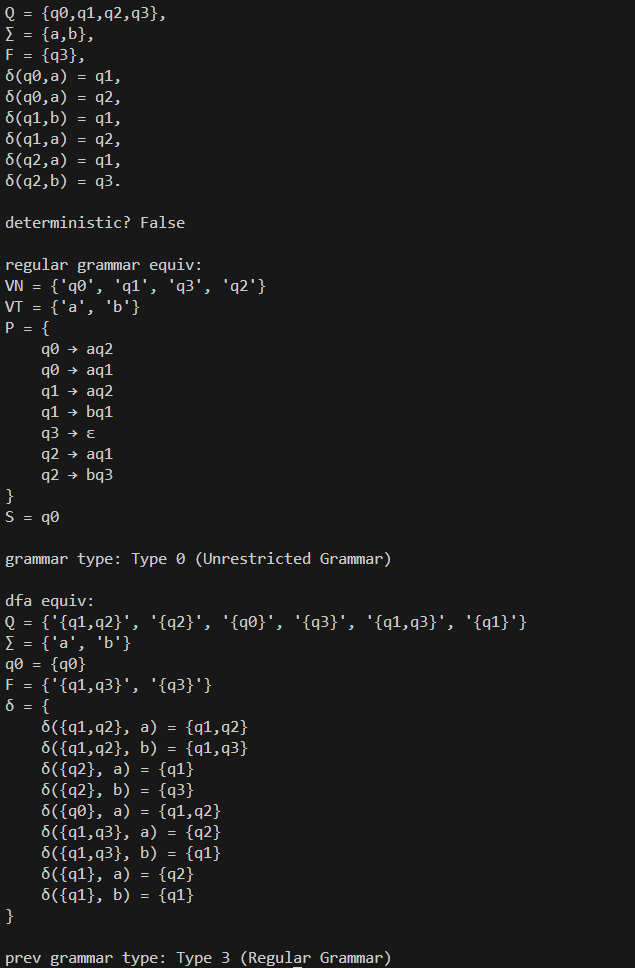 Q = {q0,q1,q2,q3},
∑ = {a,b},
F = {q3},
δ(q0,a) = q1,
δ(q0,a) = q2,
δ(q1,b) = q1,
δ(q1,a) = q2,
δ(q2,a) = q1,
δ(q2,b) = q3.

deterministic? False

regular grammar equiv:
VN = {'q0', 'q1', 'q3', 'q2'}
VT = {'a', 'b'}
P = {
    q0 → aq2
    q0 → aq1
    q1 → aq2
    q1 → bq1
    q3 → ε
    q2 → aq1
    q2 → bq3
}
S = q0

grammar type: Type 0 (Unrestricted Grammar)

dfa equiv:
Q = {'{q1,q2}', '{q2}', '{q0}', '{q3}', '{q1,q3}', '{q1}'}
∑ = {'a', 'b'}
q0 = {q0}
F = {'{q1,q3}', '{q3}'}
δ = {
    δ({q1,q2}, a) = {q1,q2}
    δ({q1,q2}, b) = {q1,q3}
    δ({q2}, a) = {q1}
    δ({q2}, b) = {q3}
    δ({q0}, a) = {q1,q2}
    δ({q1,q3}, a) = {q2}
    δ({q1,q3}, b) = {q1}
    δ({q1}, a) = {q2}
    δ({q1}, b) = {q1}
}

prev grammar type: Type 3 (Regular Grammar)